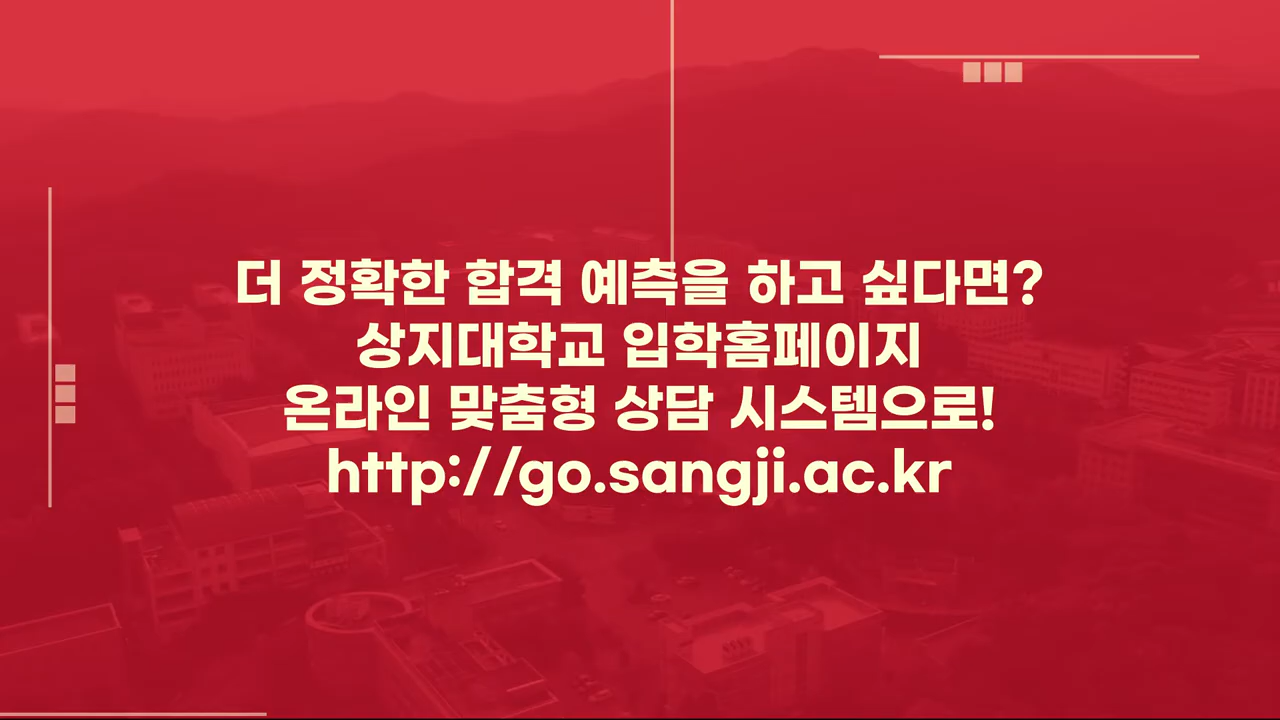 더 정확한 합격 예측을 하고 싶다면?
상지대학교 입학홈페이지
온라인 맞춤형 상담 시스템으로!
http://go.sangji.ac.kr